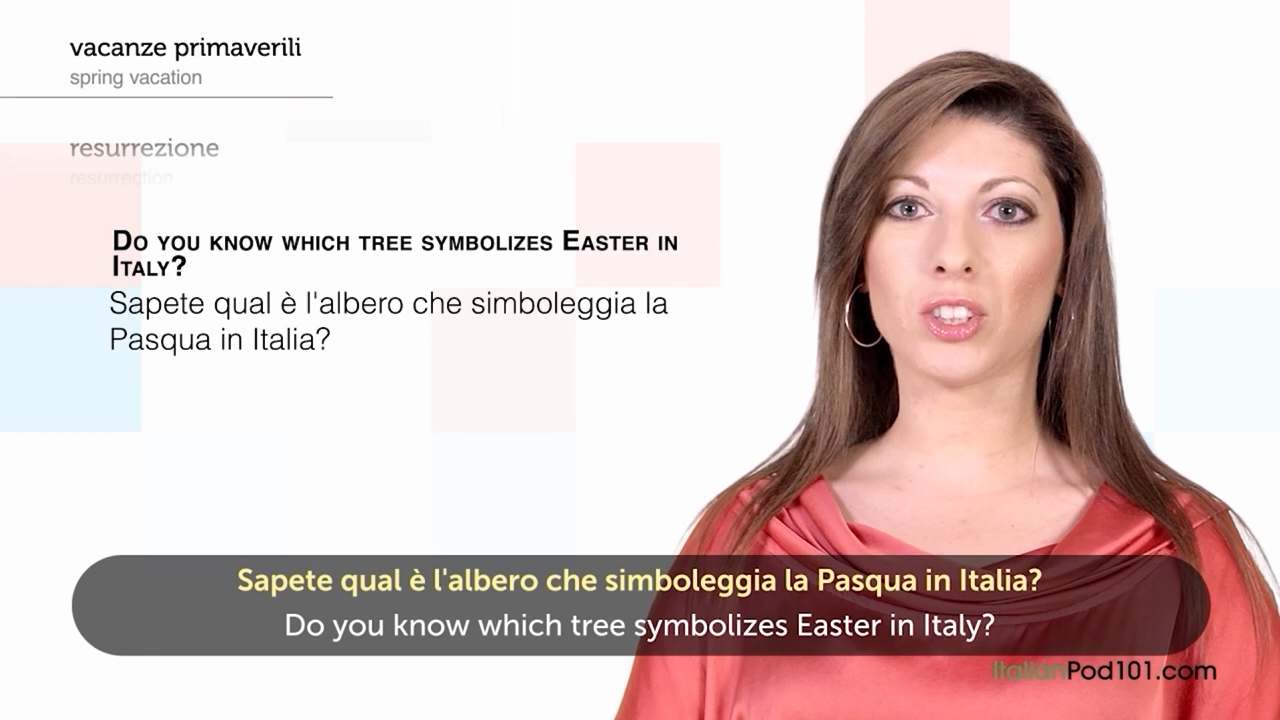 vacanze primaverili
spring vacation
resurrezione
resurrection
Do you know which tree symbolizes Easter in
Italy?
Sapete qual è l'albero che simboleggia la
Pasqua in Italia?
Sapete qual è l'albero che simboleggia la Pasqua in Italia?
Do you know which tree symbolizes Easter in Italy?
ItalianPod101.com